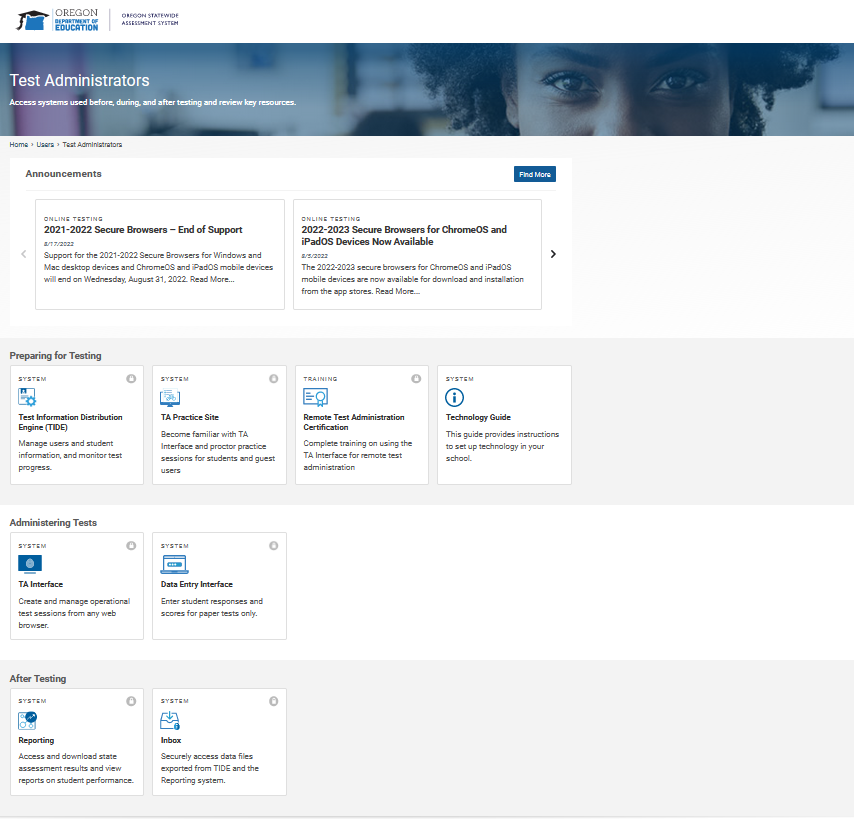 OREGON
DEPARTMENT OF
EDUCATION
OREGON STATEWIDE
ASSESSMENT SYSTEM
Test Administrators
Access systems used before, during, and after testing and review key resources.
Home › Users › Test Administrators
Announcements
Find More
ONLINE TESTING
2021-2022 Secure Browsers – End of Support
8/17/2022
Support for the 2021-2022 Secure Browsers for Windows and
Mac desktop devices and ChromeOS and iPadOS mobile devices
will end on Wednesday, August 31, 2022. Read More...
ONLINE TESTING
2022-2023 Secure Browsers for ChromeOS and
iPadOS Devices Now Available
8/5/2022
The 2022-2023 secure browsers for ChromeOS and iPadOS
mobile devices are now available for download and installation
from the app stores. Read More...
Preparing for Testing
SYSTEM
Test Information Distribution
Engine (TIDE)
Manage users and student
information, and monitor test
progress.
SYSTEM
TA Practice Site
Become familiar with TA
Interface and proctor practice
sessions for students and guest
users
TRAINING
Remote Test Administration
Certification
Complete training on using the
TA Interface for remote test
administration
SYSTEM
Technology Guide
This guide provides instructions
to set up technology in your
school.
Administering Tests
SYSTEM
TA Interface
Create and manage operational
test sessions from any web
browser.
SYSTEM
Data Entry Interface
Enter student responses and
scores for paper tests only.
After Testing
SYSTEM
Reporting
Access and download state
assessment results and view
reports on student performance.
SYSTEM
Inbox
Securely access data files
exported from TIDE and the
Reporting system.